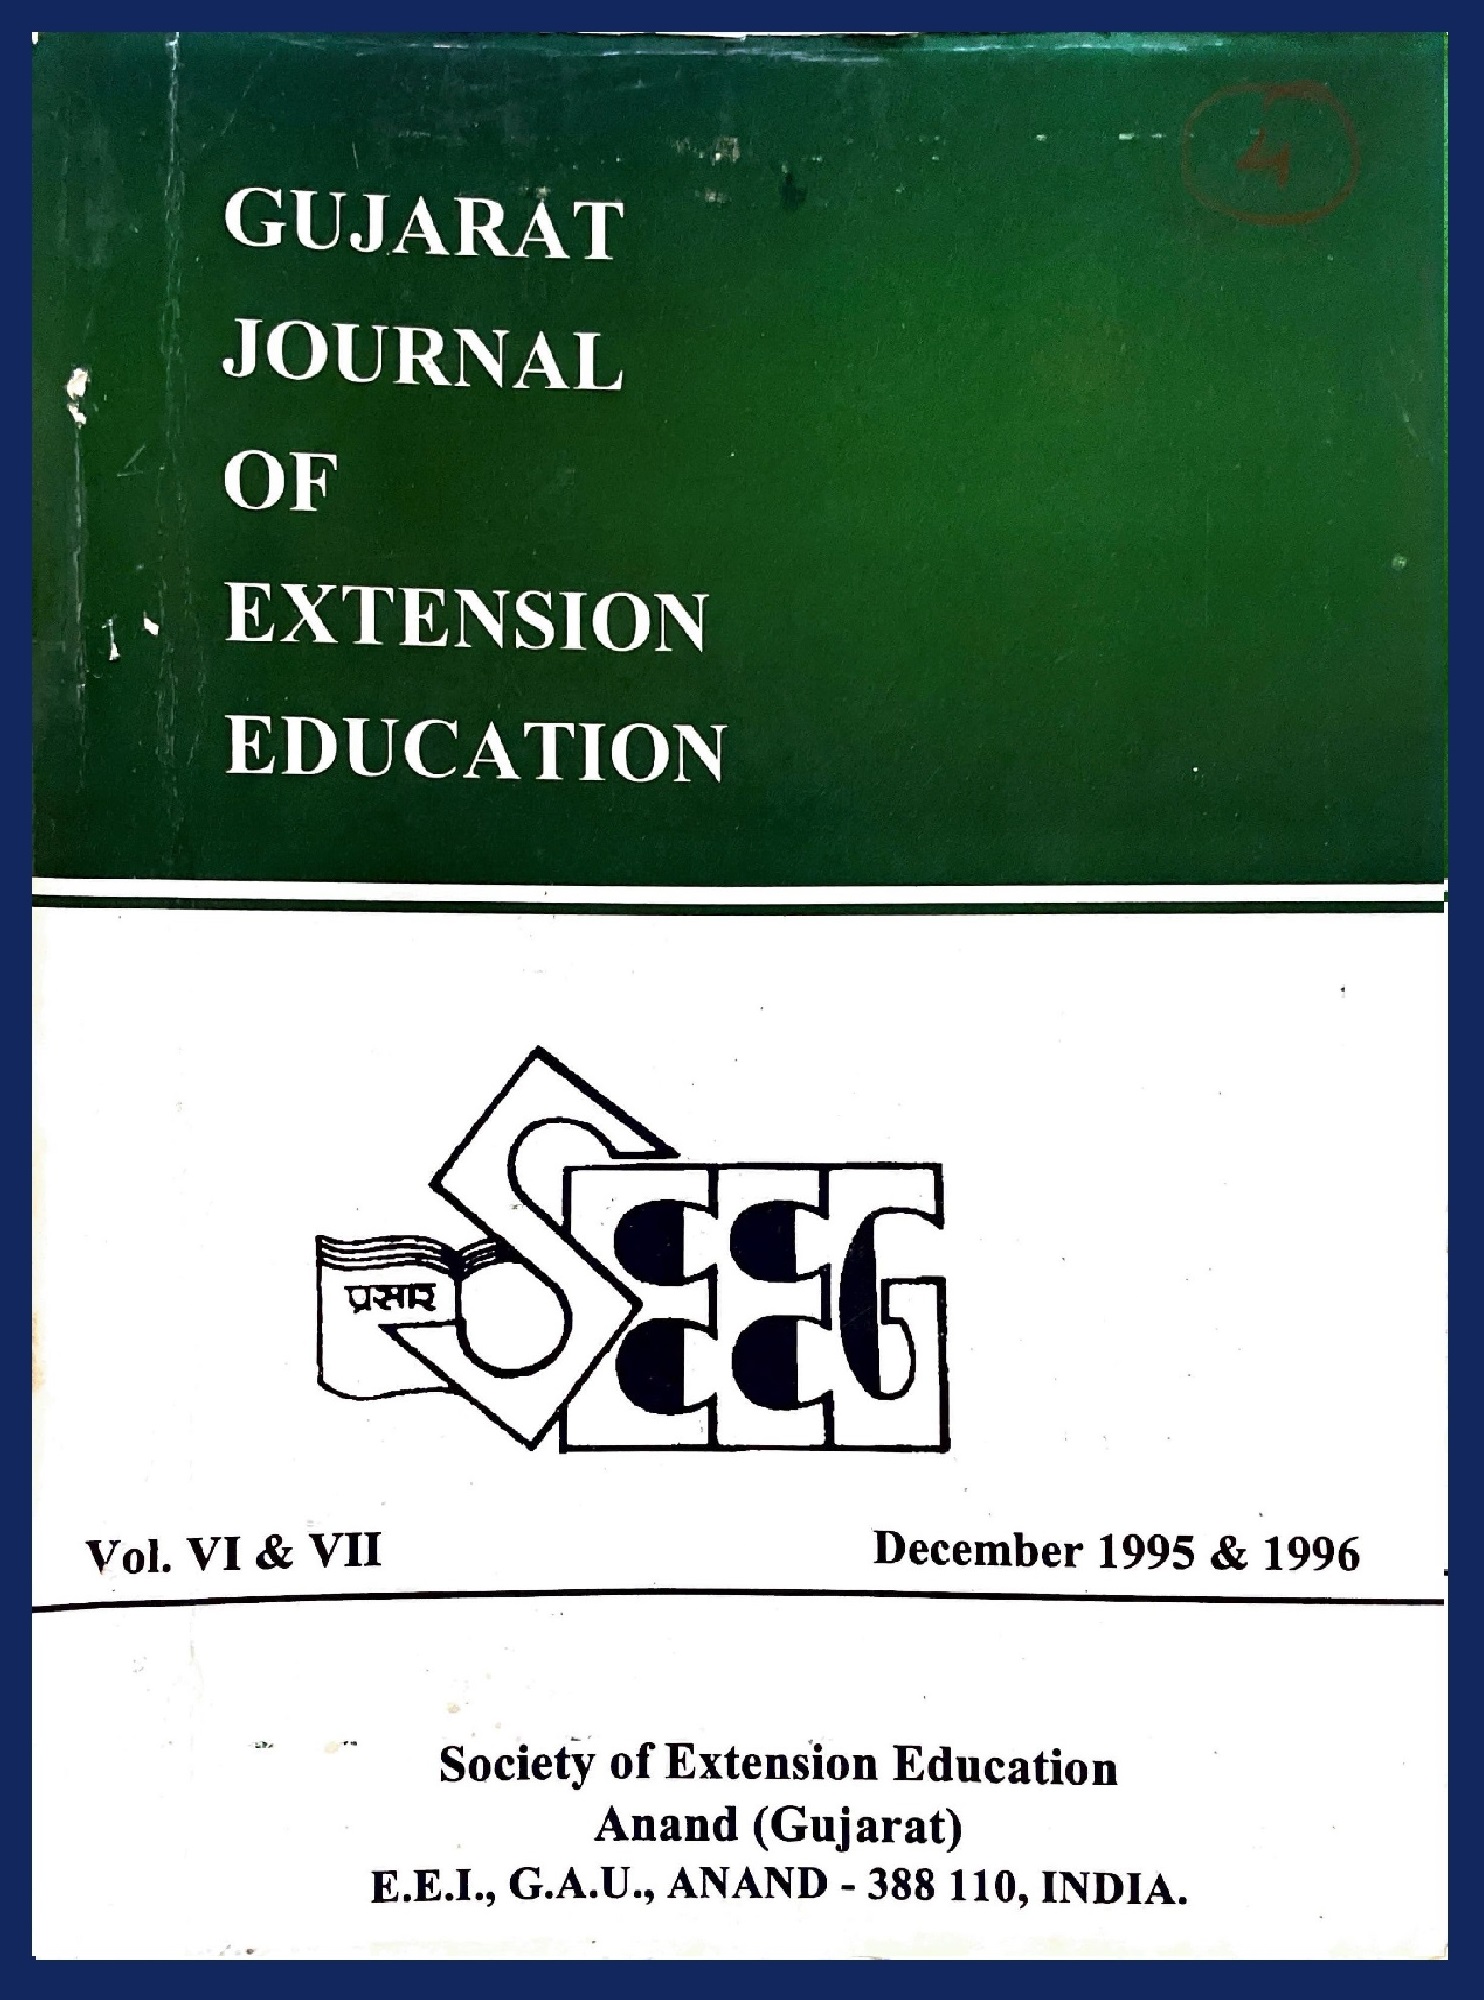 4
GUJARAT
JOURNAL
OF
EXTENSION
EDUCATION
SEEG
प्रसार
Vol. VI & VII
December 1995 & 1996
Society of Extension Education
Anand (Gujarat)
E.E.I., G.A.U., ANAND - 388 110, INDIA.